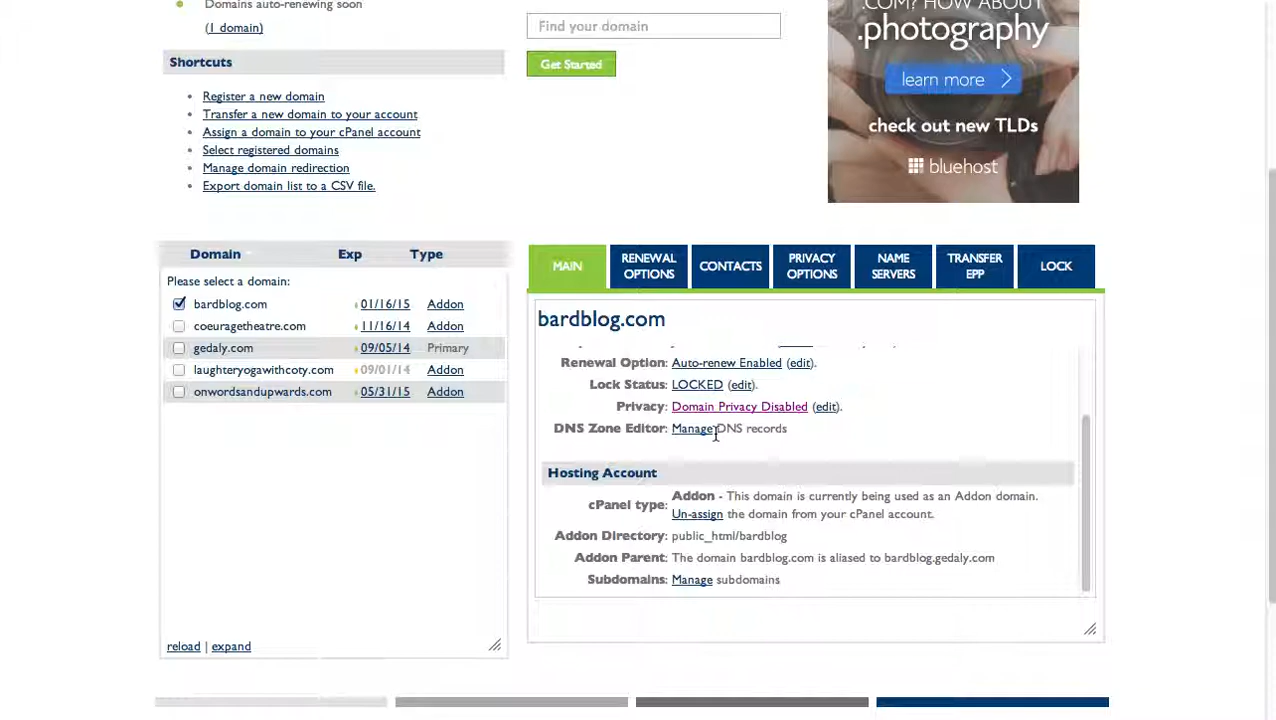 Domains auto-renewing soon
(1 domain)
Shortcuts
Register a new domain
Transfer a new domain to your account
Assign a domain to your cPanel account
Select registered domains
Manage domain redirection
Export domain list to a CSV file.
Find your domain
Get Started
.COM? HOW ABOUT
.photography
learn more
check out new TLDs
bluehost
Domain Exp Type
Please select a domain:
bardblog.com 01/16/15 Addon
coeuragetheatre.com 11/16/14 Addon
gedaly.com 09/05/14 Primary
laughteryogawithcoty.com 09/01/14 Addon
onwordsandupwards.com 05/31/15 Addon
reload | expand
MAIN
RENEWAL
OPTIONS
CONTACTS
PRIVACY
OPTIONS
NAME
SERVERS
TRANSFER
EPP
LOCK
bardblog.com
Renewal Option: Auto-renew Enabled (edit).
Lock Status: LOCKED (edit).
Privacy: Domain Privacy Disabled (edit).
DNS Zone Editor: Manage DNS records
Hosting Account
cPanel type: Addon - This domain is currently being used as an Addon domain.
Un-assign the domain from your cPanel account.
Addon Directory: public_html/bardblog
Addon Parent: The domain bardblog.com is aliased to bardblog.gedaly.com
Subdomains: Manage subdomains